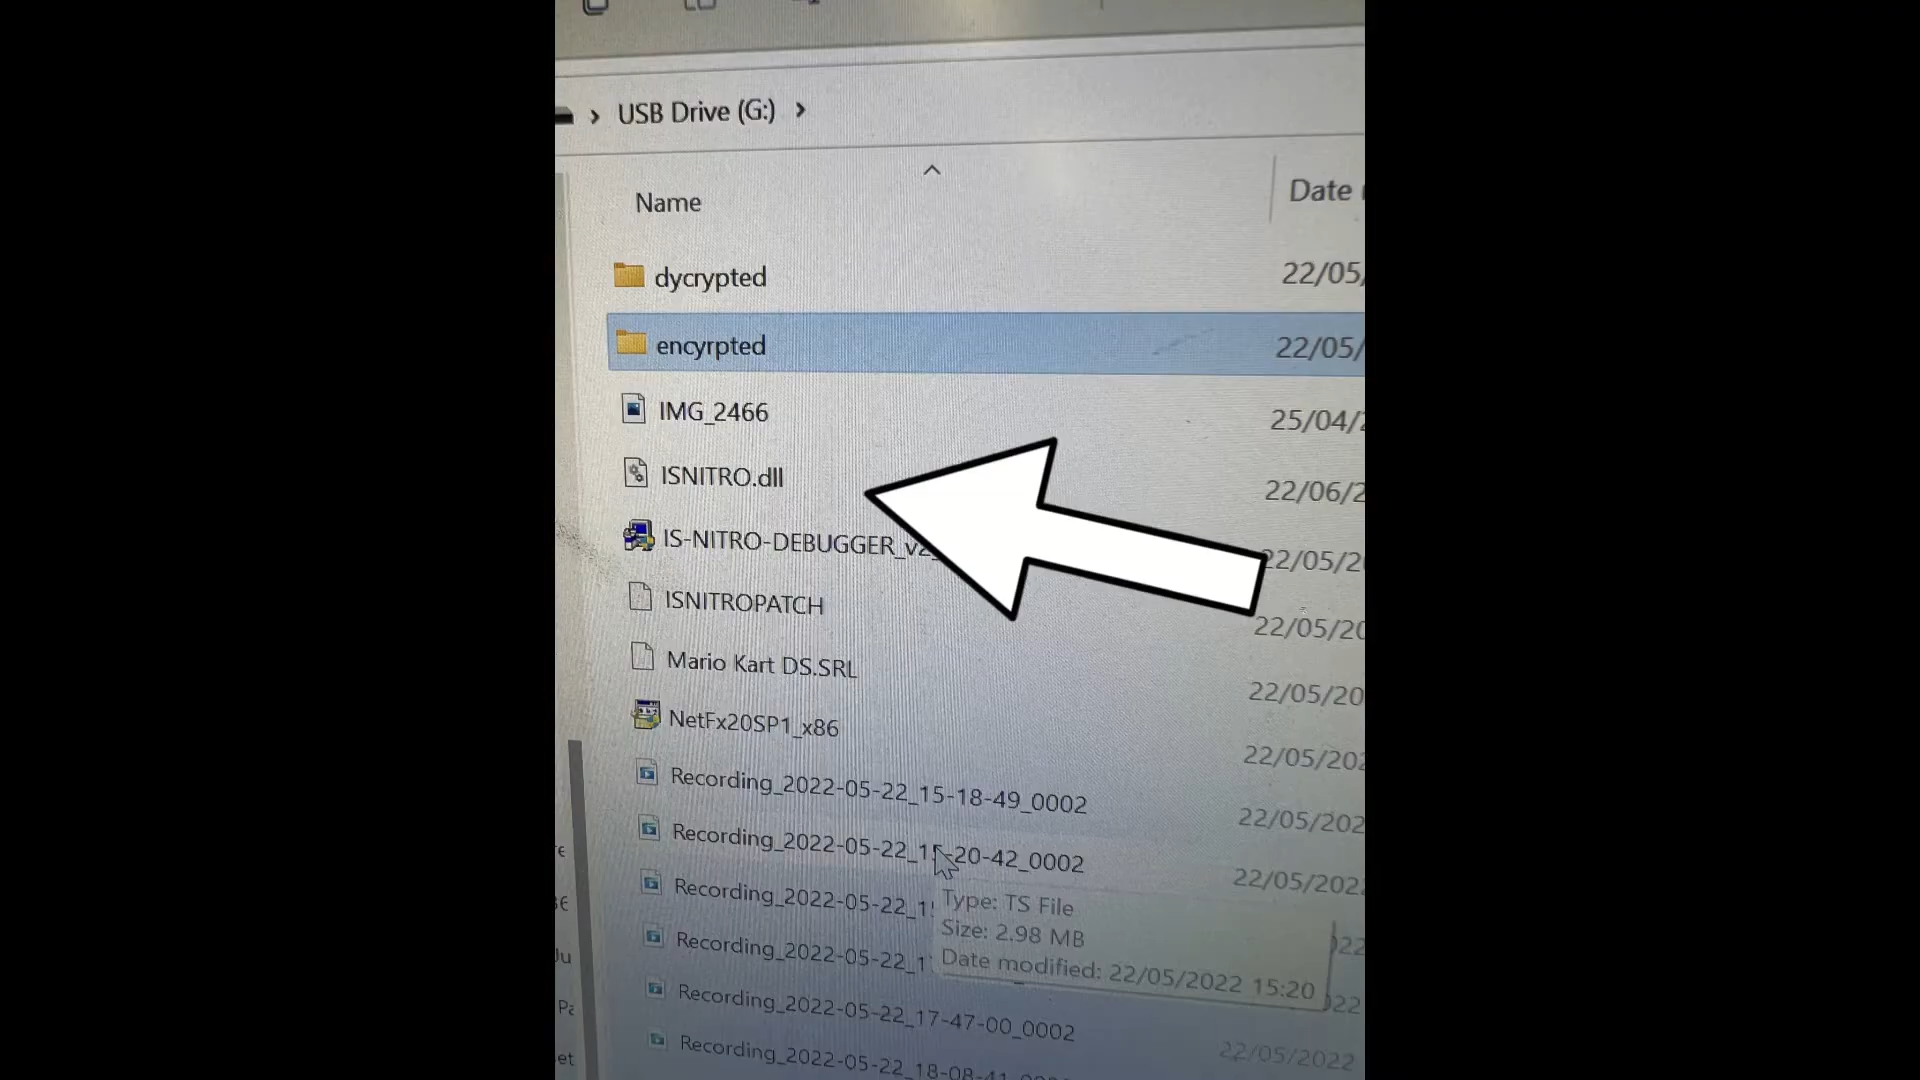 USB Drive (G:)
Name
Date
dycrypted
22/05/
encyrpted
22/05/
IMG_2466
25/04/2
ISNITRO.dll
22/06/2
IS-NITRO-DEBUGGER_v2_
22/05/20
ISNITROPATCH
22/05/20
Mario Kart DS.SRL
22/05/20
NetFx20SP1_x86
22/05/202
Recording_2022-05-22_15-18-49_0002
22/05/202
Recording_2022-05-22_15-20-42_0002
22/05/2022
Recording_2022-05-22_1
Type: TS File
Size: 2.98 MB
Recording_2022-05-22_1
Date modified: 22/05/2022 15:20
Recording_2022-05-22_17-47-00_0002
Recording_2022-05-22_18-08-41
22/05/2022